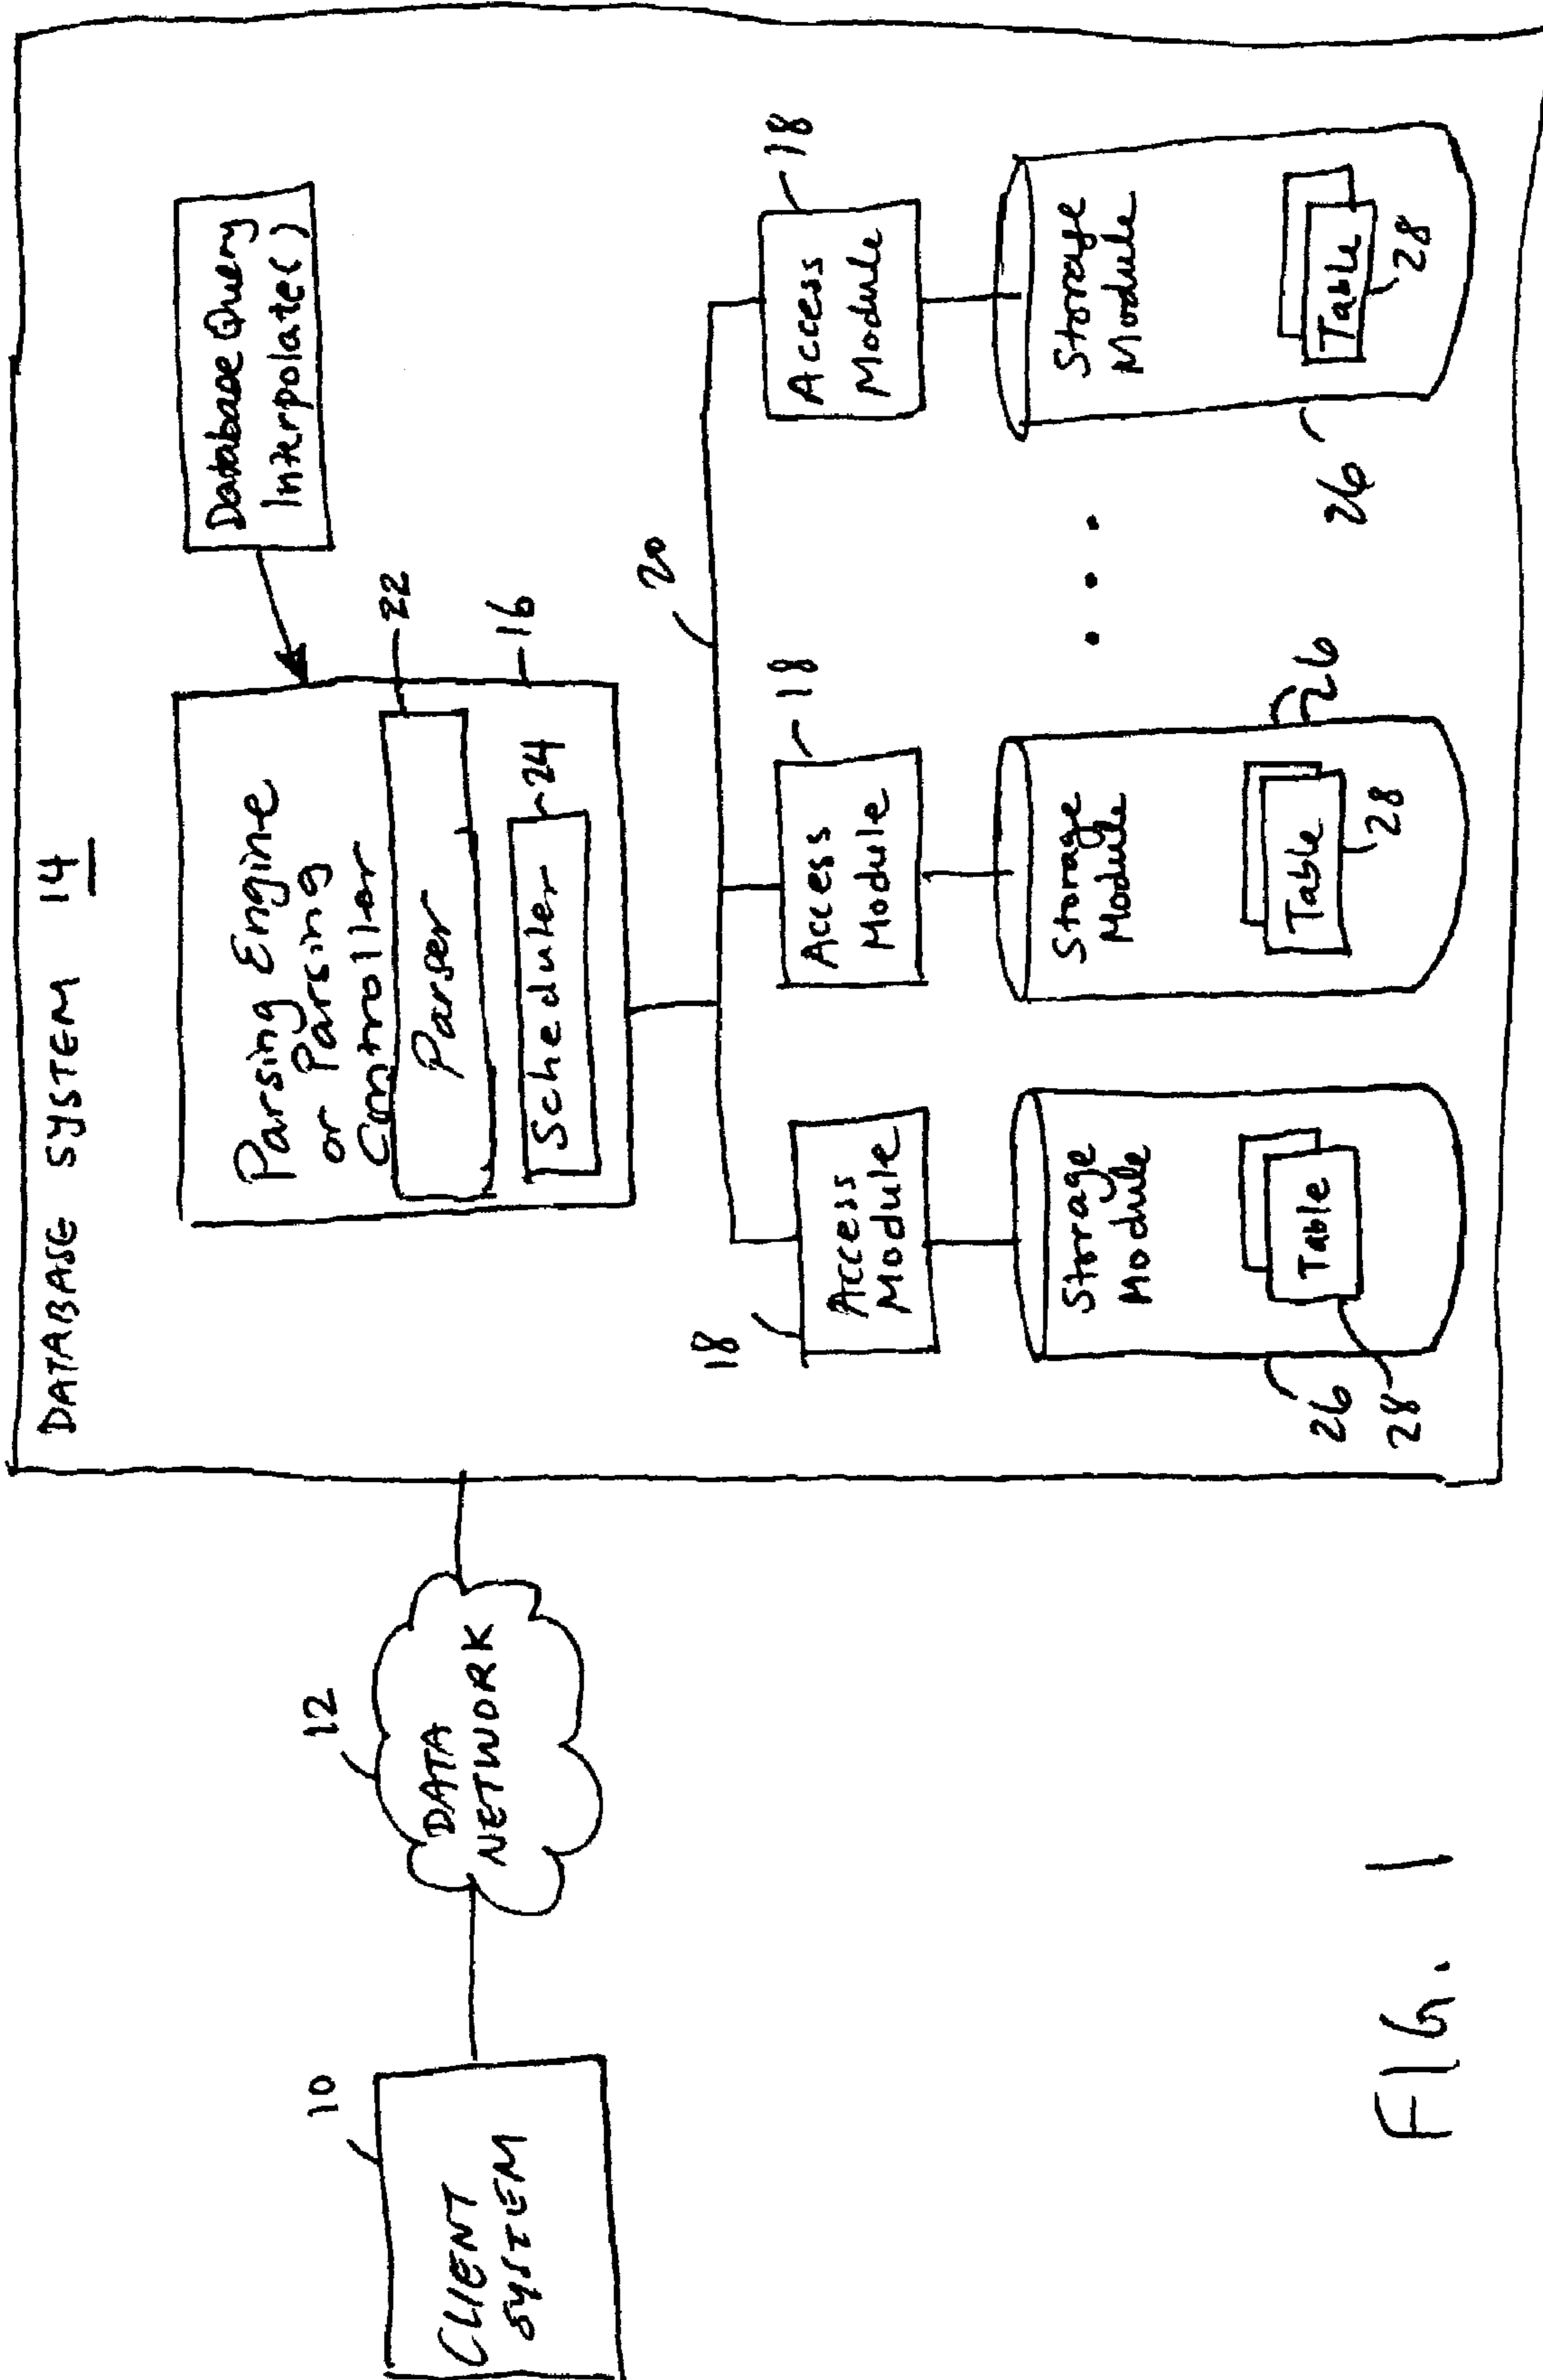 DATABASE SYSTEM 14
Database Query
Interpolate( )
Parsing Engine
or Parsing
Controller
Parser
22
16
Scheduler
24
20
12
DATA
NETWORK
10
CLIENT
SYSTEM
18
Access
Module
18
Access
Module
18
Access
Module
Storage
Module
Table
26
28
Storage
Module
Table
26
28
Storage
Module
Table
26
28
FIG. 1